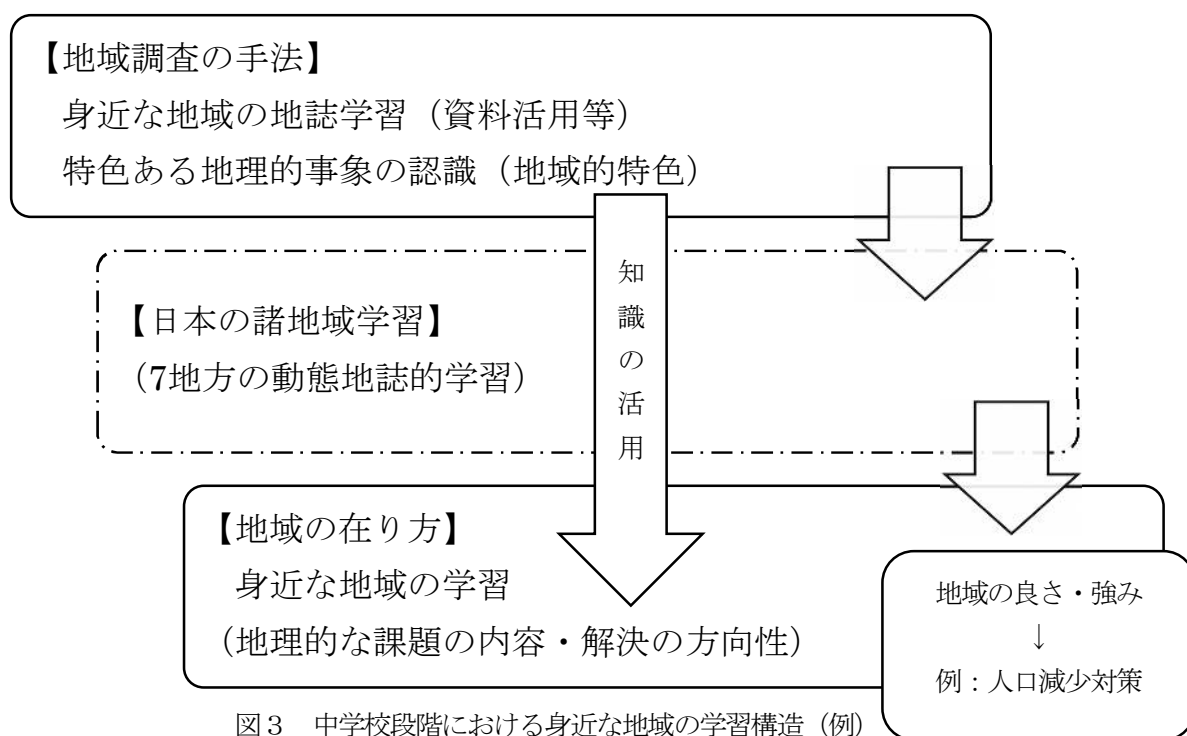 【地域調査の手法】
身近な地域の地誌学習（資料活用等）
特色ある地理的事象の認識（地域的特色）
知識の活用
【日本の諸地域学習】
（7地方の動態地誌的学習）
【地域の在り方】
身近な地域の学習
（地理的な課題の内容・解決の方向性）
地域の良さ・強み
↓
例：人口減少対策
図３　中学校段階における身近な地域の学習構造（例）